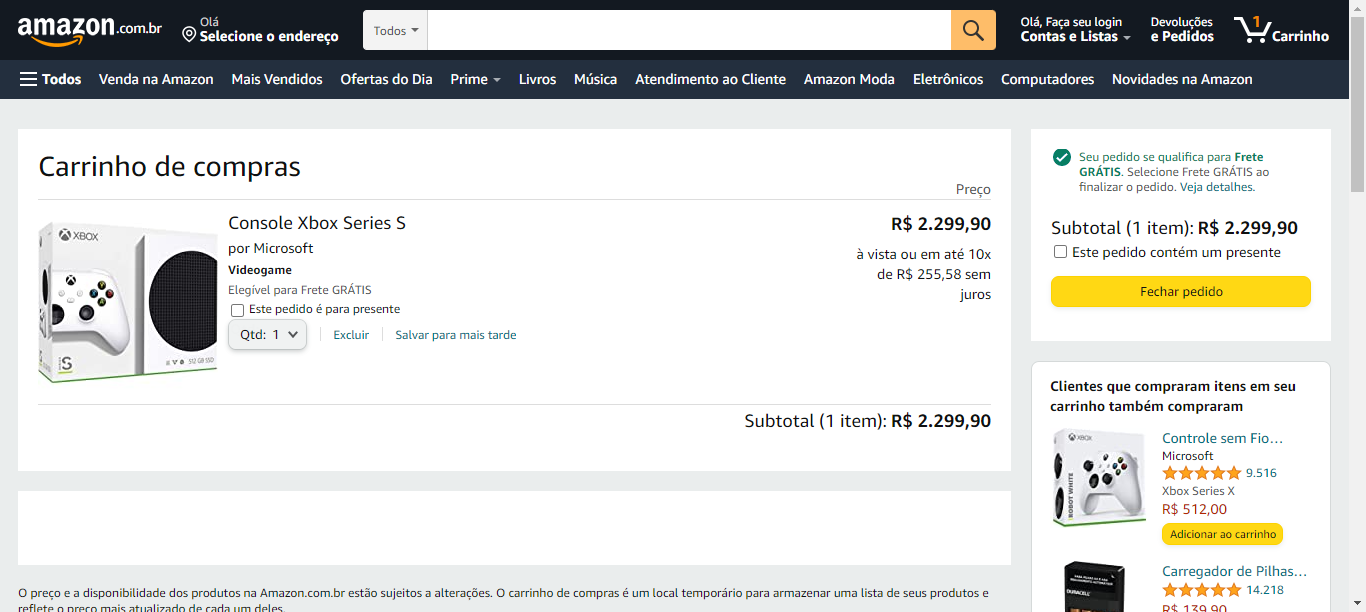 amazon.com.br
Olá
Selecione o endereço
Todos
Olá, Faça seu login
Contas e Listas
Devoluções
e Pedidos
1
Carrinho
Todos Venda na Amazon Mais Vendidos Ofertas do Dia Prime Livros Música Atendimento ao Cliente Amazon Moda Eletrônicos Computadores Novidades na Amazon
Carrinho de compras
Preço
XBOX
S
512 GB SSD
Console Xbox Series S
R$ 2.299,90
por Microsoft
à vista ou em até 10x
de R$ 255,58 sem
juros
Videogame
Elegível para Frete GRÁTIS
Este pedido é para presente
Qtd: 1 Excluir Salvar para mais tarde
Subtotal (1 item): R$ 2.299,90
Seu pedido se qualifica para Frete
GRÁTIS. Selecione Frete GRÁTIS ao
finalizar o pedido. Veja detalhes.
Subtotal (1 item): R$ 2.299,90
Este pedido contém um presente
Fechar pedido
Clientes que compraram itens em seu
carrinho também compraram
XBOX
ROBOT WHITE
Controle sem Fio…
Microsoft
9.516
Xbox Series X
R$ 512,00
Adicionar ao carrinho
DURACELL
Carregador de Pilhas…
14.218
R$ 139,90
O preço e a disponibilidade dos produtos na Amazon.com.br estão sujeitos a alterações. O carrinho de compras é um local temporário para armazenar uma lista de seus produtos e
reflete o preço mais atualizado de cada um deles.